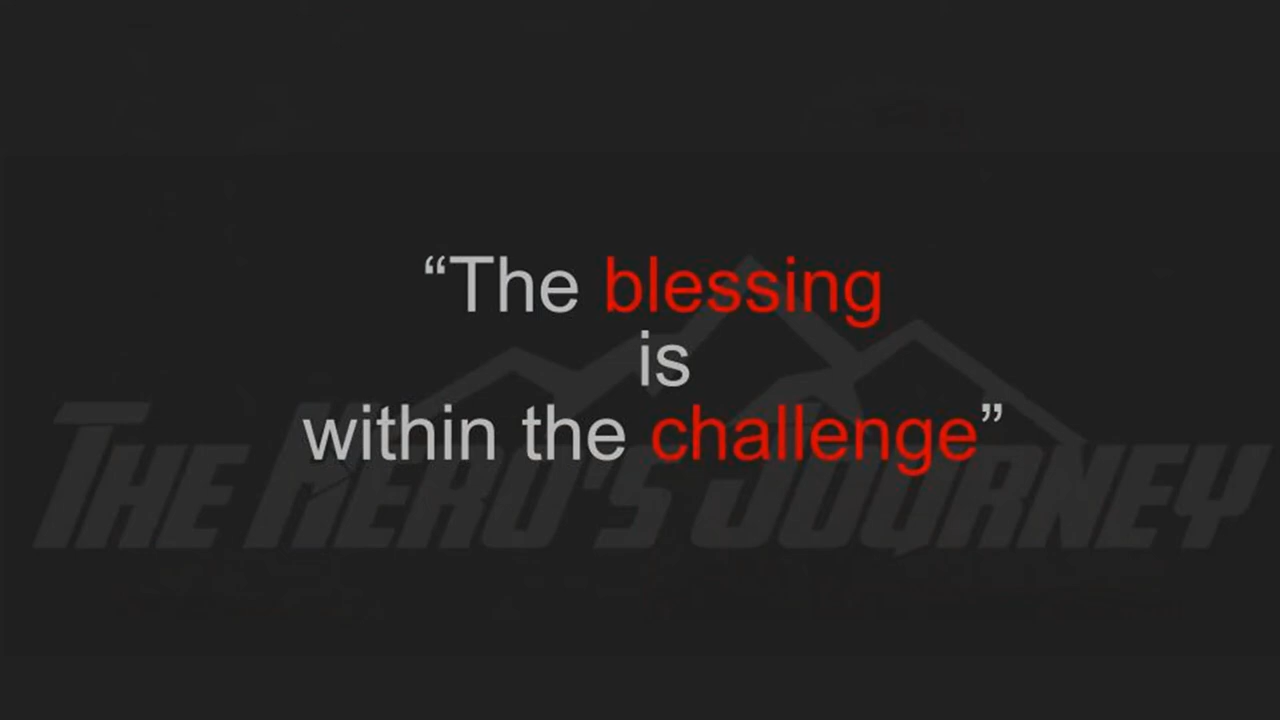 “The blessing
is
within the challenge”
THE HERO'S JOURNEY